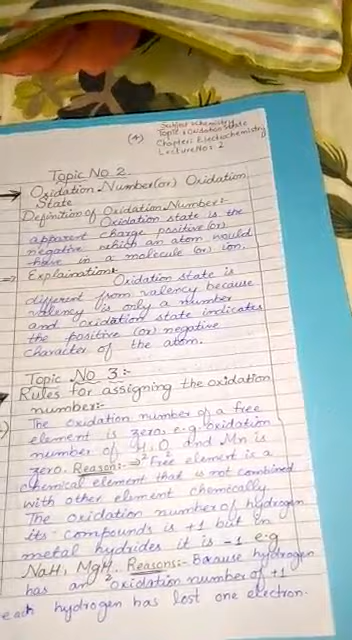 (4)
Subject: Chemistry
Topic: Oxidation State
Chapter: Electrochemistry
Lecture No: 2
Topic No 2
Oxidation Number (or) Oxidation
State
Definition of Oxidation Number:-
Oxidation state is the
apparent charge positive (or)
negative which an atom would
have in a molecule (or) ion.
Explaination:
Oxidation state is
different from valency because
valency is only a number
and oxidation state indicates
the positive (or) negative
character of the atom.
Topic No 3:-
Rules for assigning the oxidation
number:-
The oxidation number of a free
element is zero, e.g oxidation
number of H₂, O₂ and Mn is
zero. Reason:- Free element is a
chemical element that is not combined
with other element chemically
The oxidation number of hydrogen
its compounds is +1 but in
metal hydrides it is -1 e.g
NaH, MgH₂. Reasons:- Because hydrogen
has an oxidation number of +1
each hydrogen has lost one electron.